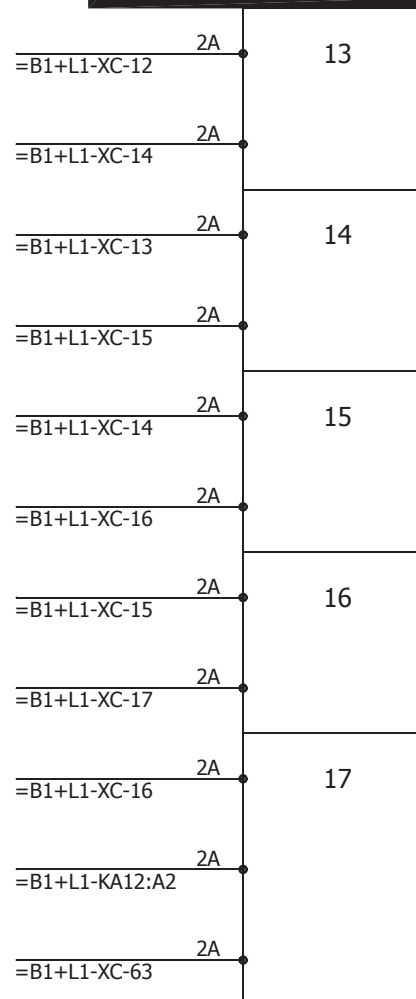 2A 13
=B1+L1-XC-12
2A
=B1+L1-XC-14
2A 14
=B1+L1-XC-13
2A
=B1+L1-XC-15
2A 15
=B1+L1-XC-14
2A
=B1+L1-XC-16
2A 16
=B1+L1-XC-15
2A
=B1+L1-XC-17
2A 17
=B1+L1-XC-16
2A
=B1+L1-KA12:A2
2A
=B1+L1-XC-63